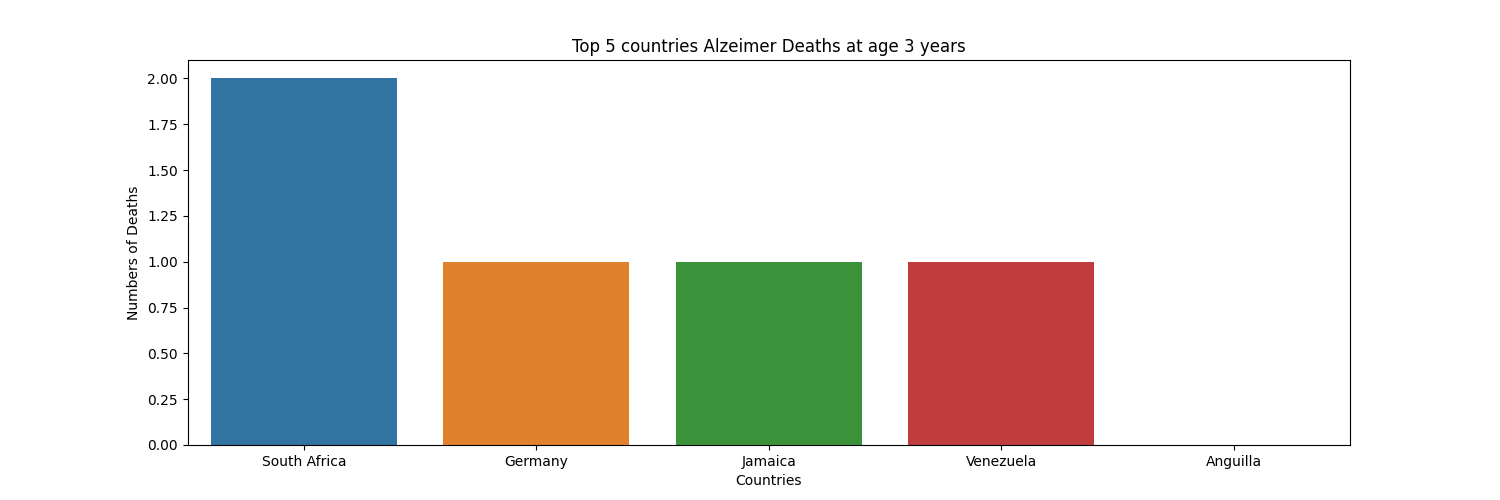 Top 5 countries Alzeimer Deaths at age 3 years
2.00
1.75
1.50
1.25
1.00
0.75
0.50
0.25
0.00
Numbers of Deaths
South Africa Germany Jamaica Venezuela Anguilla
Countries